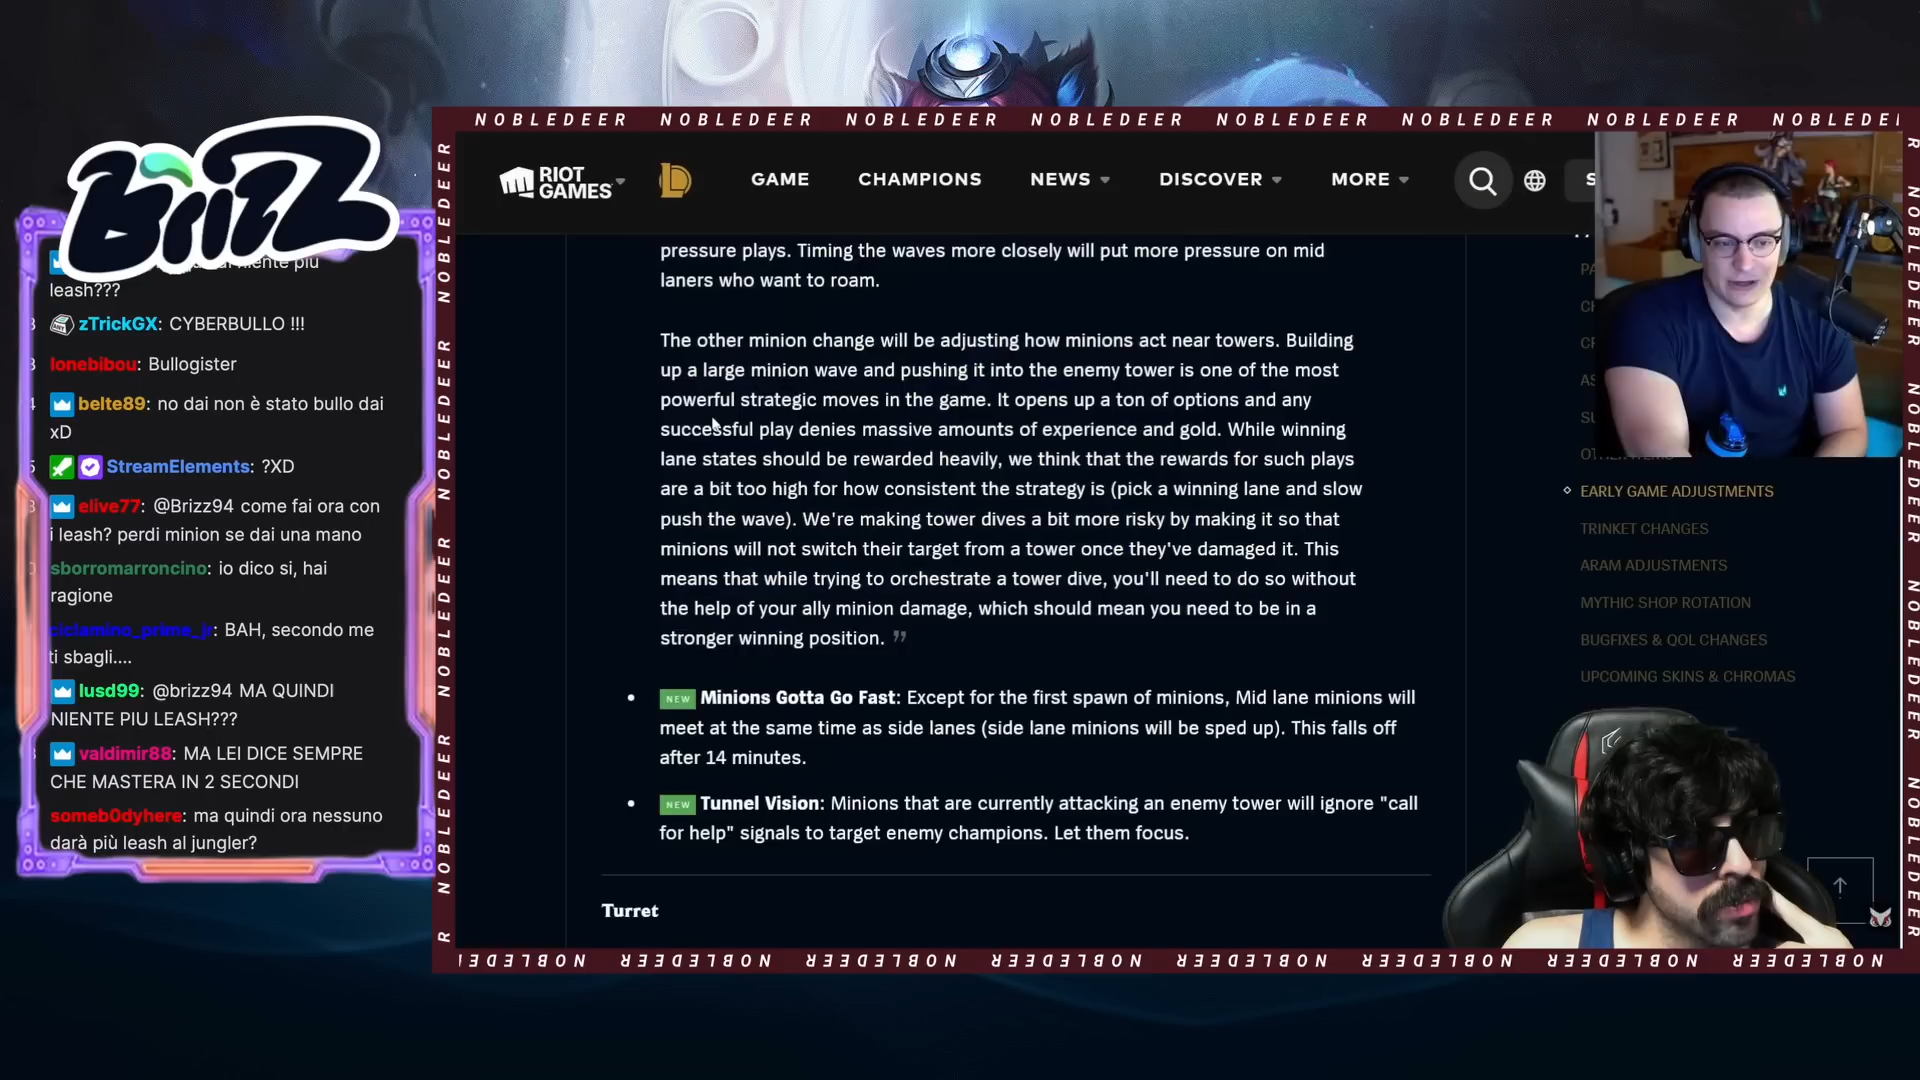 NOBLEDEER NOBLEDEER NOBLEDEER NOBLEDEER NOBLEDEER NOBLEDEER NOBLEDEER
BrizZ
RIOT GAMES
GAME
CHAMPIONS
NEWS
DISCOVER
MORE
niente più
leash???
zTrickGX: CYBERBULLO !!!
lonebibou: Bullogister
belte89: no dai non è stato bullo dai
xD
StreamElements: ?XD
elive77: @Brizz94 come fai ora con
i leash? perdi minion se dai una mano
sborromarroncino: io dico si, hai
ragione
ciclamino_prime_jr: BAH, secondo me
ti sbagli....
lusd99: @brizz94 MA QUINDI
NIENTE PIU LEASH???
valdimir88: MA LEI DICE SEMPRE
CHE MASTERA IN 2 SECONDI
someb0dyhere: ma quindi ora nessuno
darà più leash al jungler?
pressure plays. Timing the waves more closely will put more pressure on mid
laners who want to roam.
The other minion change will be adjusting how minions act near towers. Building
up a large minion wave and pushing it into the enemy tower is one of the most
powerful strategic moves in the game. It opens up a ton of options and any
successful play denies massive amounts of experience and gold. While winning
lane states should be rewarded heavily, we think that the rewards for such plays
are a bit too high for how consistent the strategy is (pick a winning lane and slow
push the wave). We're making tower dives a bit more risky by making it so that
minions will not switch their target from a tower once they've damaged it. This
means that while trying to orchestrate a tower dive, you'll need to do so without
the help of your ally minion damage, which should mean you need to be in a
stronger winning position. ”
• NEW Minions Gotta Go Fast: Except for the first spawn of minions, Mid lane minions will
meet at the same time as side lanes (side lane minions will be sped up). This falls off
after 14 minutes.
• NEW Tunnel Vision: Minions that are currently attacking an enemy tower will ignore "call
for help" signals to target enemy champions. Let them focus.
Turret
EARLY GAME ADJUSTMENTS
TRINKET CHANGES
ARAM ADJUSTMENTS
MYTHIC SHOP ROTATION
BUGFIXES & QOL CHANGES
UPCOMING SKINS & CHROMAS
NOBLEDEER NOBLEDEER NOBLEDEER NOBLEDEER NOBLEDEER NOBLEDEER NOBLEDEER NOBLEDEER